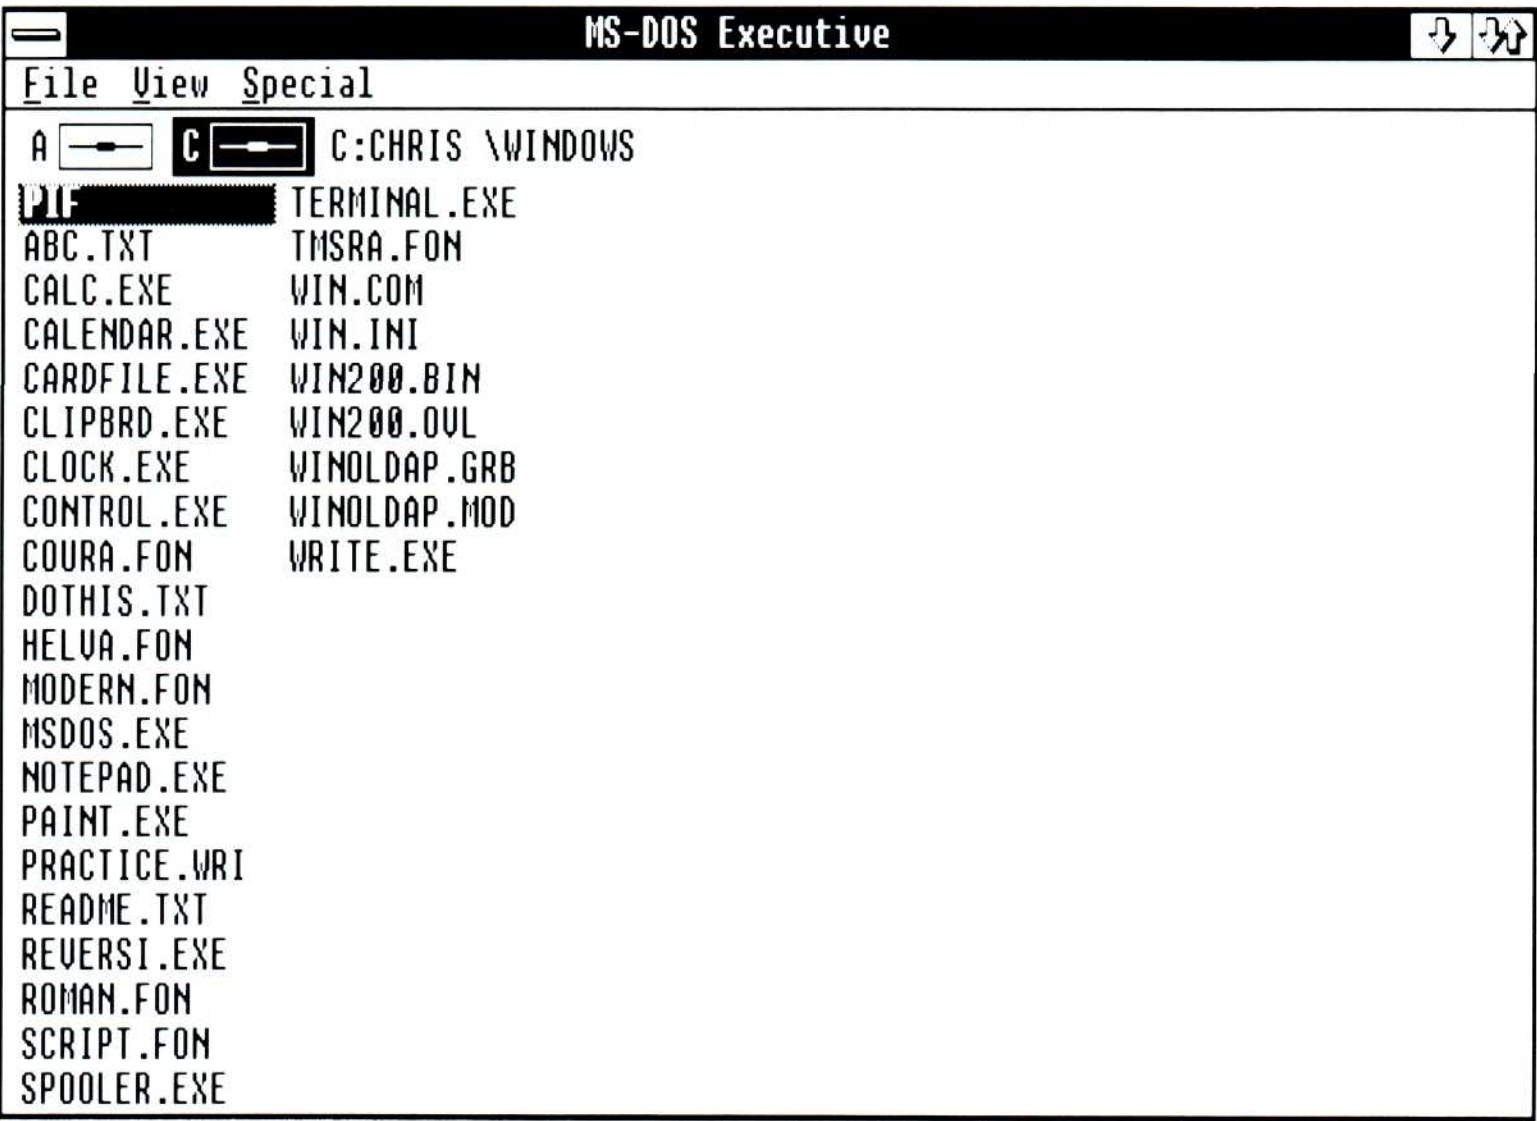 MS-DOS Executive
File View Special
A C C:CHRIS \WINDOWS
PIF
ABC.TXT
CALC.EXE
CALENDAR.EXE
CARDFILE.EXE
CLIPBRD.EXE
CLOCK.EXE
CONTROL.EXE
COURA.FON
DOTHIS.TXT
HELVA.FON
MODERN.FON
MSDOS.EXE
NOTEPAD.EXE
PAINT.EXE
PRACTICE.WRI
README.TXT
REVERSI.EXE
ROMAN.FON
SCRIPT.FON
SPOOLER.EXE
TERMINAL.EXE
TMSRA.FON
WIN.COM
WIN.INI
WIN200.BIN
WIN200.OVL
WINOLDAP.GRB
WINOLDAP.MOD
WRITE.EXE